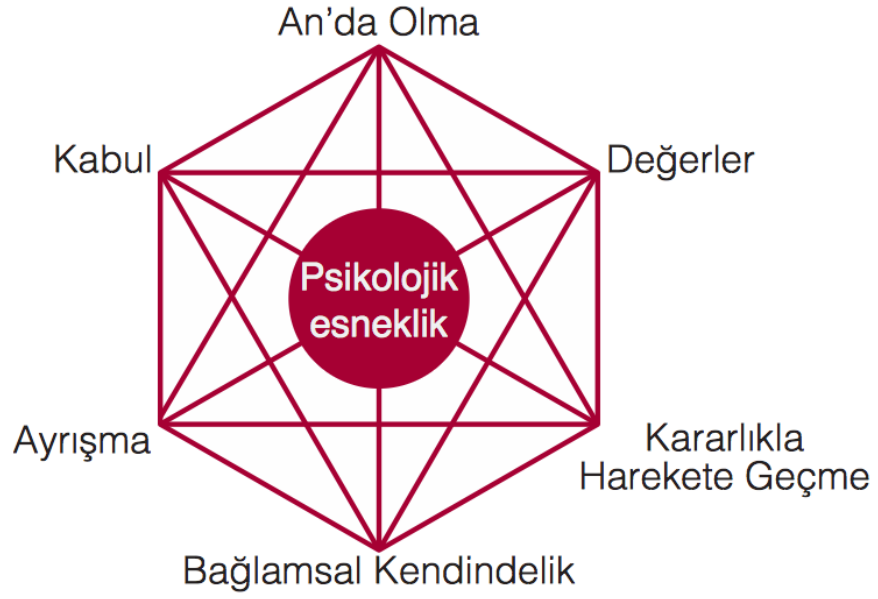 An’da Olma
Kabul
Değerler
Psikolojik
esneklik
Ayrışma
Kararlıkla
Harekete Geçme
Bağlamsal Kendindelik